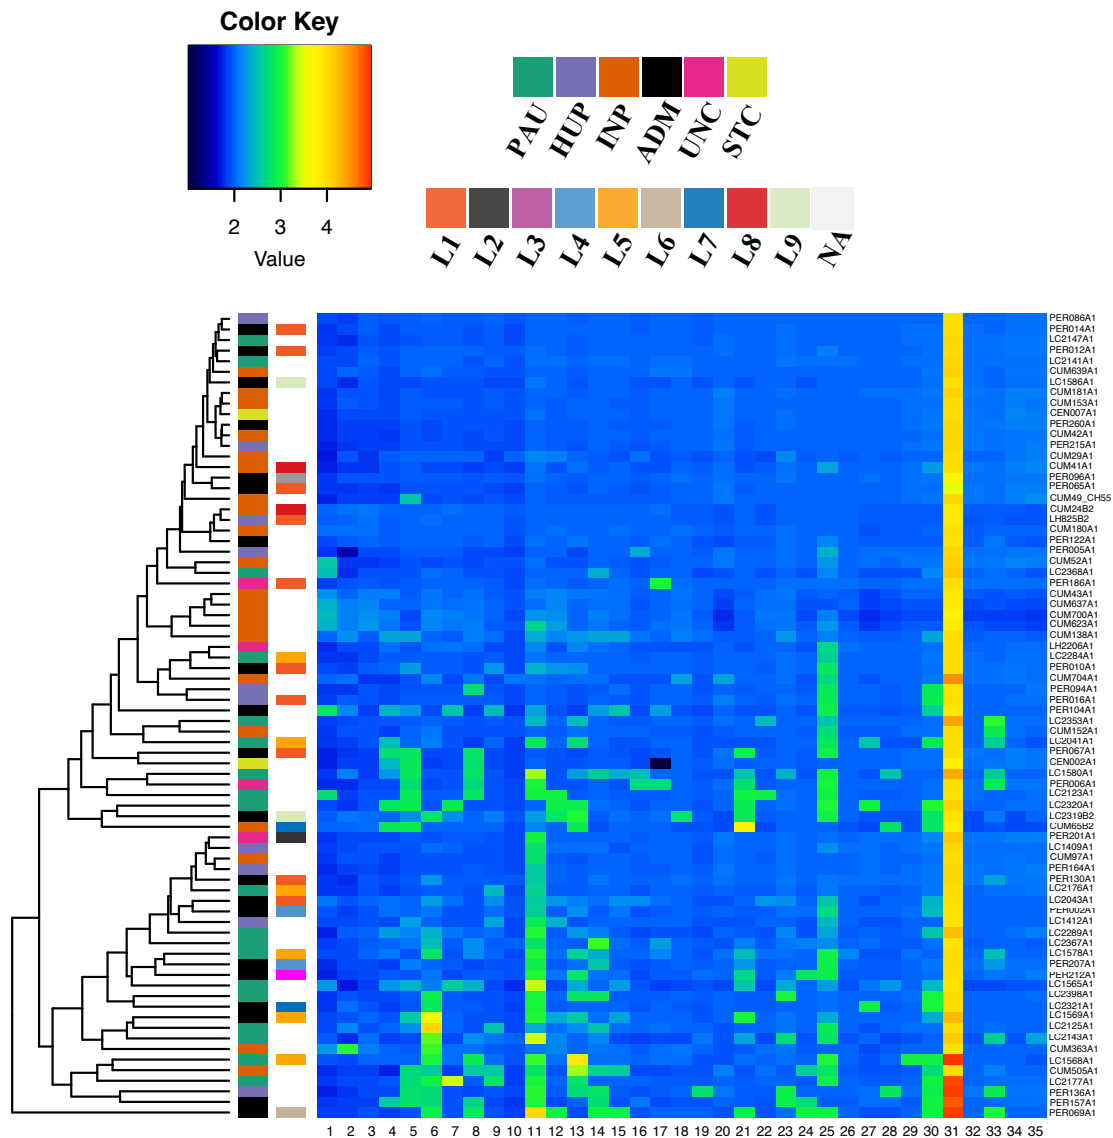 Color Key
2 3 4
Value
PAU HUP INP ADM UNC STC
L1 L2 L3 L4 L5 L6 L7 L8 L9 NA
PER086A1
PER014A1
LC2147A1
PER012A1
LC2141A1
CUM639A1
LC1586A1
CUM181A1
CUM153A1
CEN007A1
PER260A1
CUM42A1
PER215A1
CUM29A1
CUM41A1
PER096A1
PER065A1
CUM49_CH55
CUM24B2
LH825B2
CUM180A1
PER122A1
PER005A1
CUM52A1
LC2368A1
PER186A1
CUM43A1
CUM637A1
CUM700A1
CUM623A1
CUM138A1
LH2206A1
LC2284A1
PER010A1
CUM704A1
PER094A1
PER016A1
PER104A1
LC2353A1
CUM152A1
LC2041A1
PER067A1
CEN002A1
LC1580A1
PER006A1
LC2123A1
LC2320A1
LC2319B2
CUM65B2
PER201A1
LC1409A1
CUM97A1
PER164A1
PER130A1
LC2176A1
LC2043A1
PER002A1
LC1412A1
LC2289A1
LC2367A1
LC1578A1
PER207A1
PER212A1
LC1565A1
LC2398A1
LC2321A1
LC1569A1
LC2125A1
LC2143A1
CUM363A1
LC1568A1
CUM505A1
LC2177A1
PER136A1
PER157A1
PER069A1
1 2 3 4 5 6 7 8 9 10 11 12 13 14 15 16 17 18 19 20 21 22 23 24 25 26 27 28 29 30 31 32 33 34 35